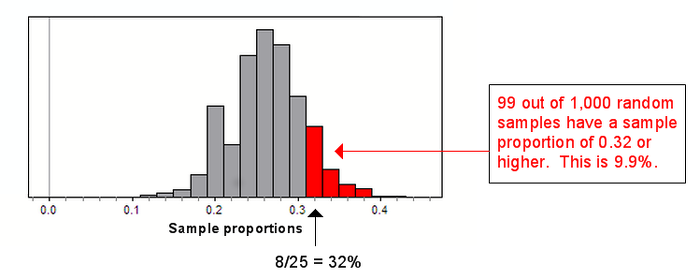 99 out of 1,000 random
samples have a sample
proportion of 0.32 or
higher. This is 9.9%.
0.0 0.1 0.2 0.3 0.4
Sample proportions
8/25 = 32%